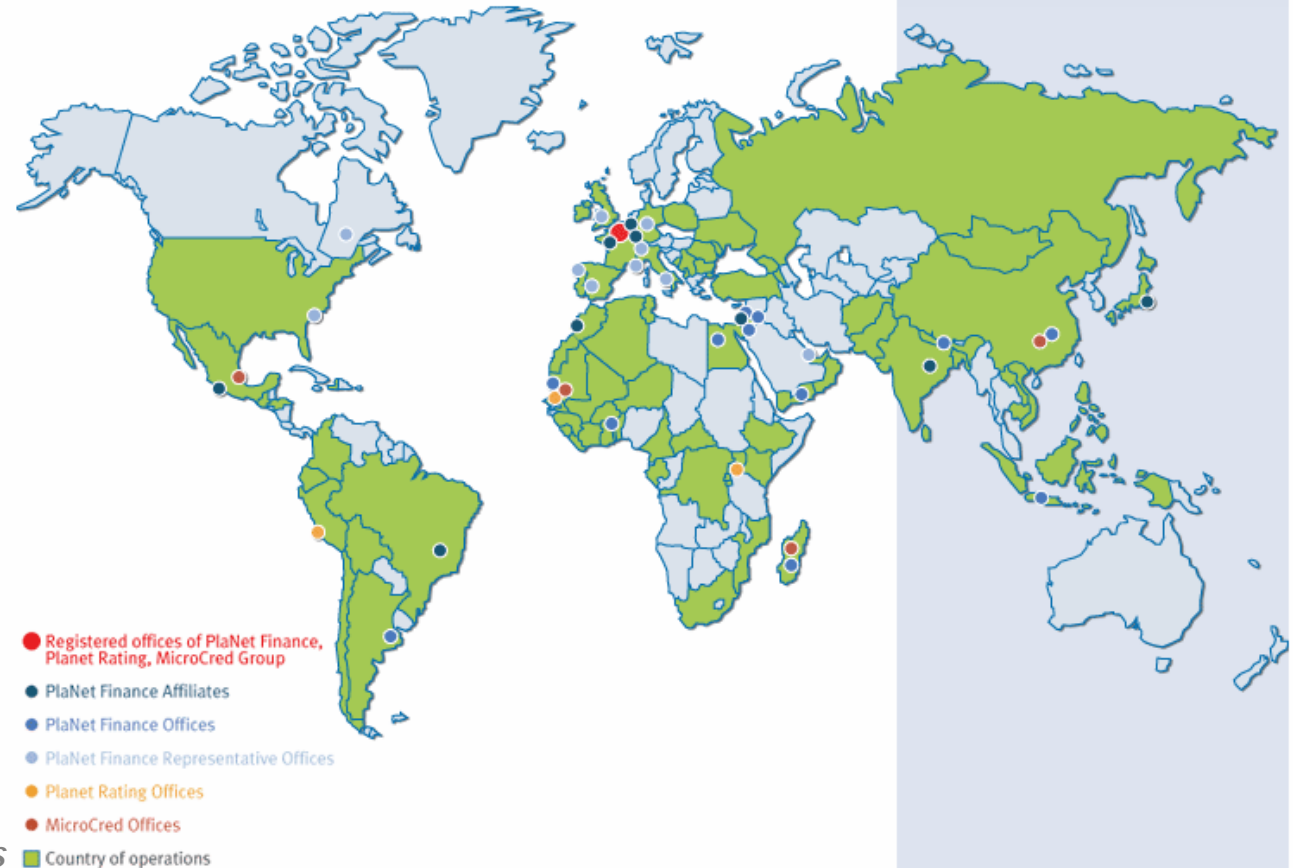 Registered offices of PlaNet Finance,
Planet Rating, MicroCred Group
PlaNet Finance Affiliates
PlaNet Finance Offices
PlaNet Finance Representative Offices
Planet Rating Offices
MicroCred Offices
s Country of operations